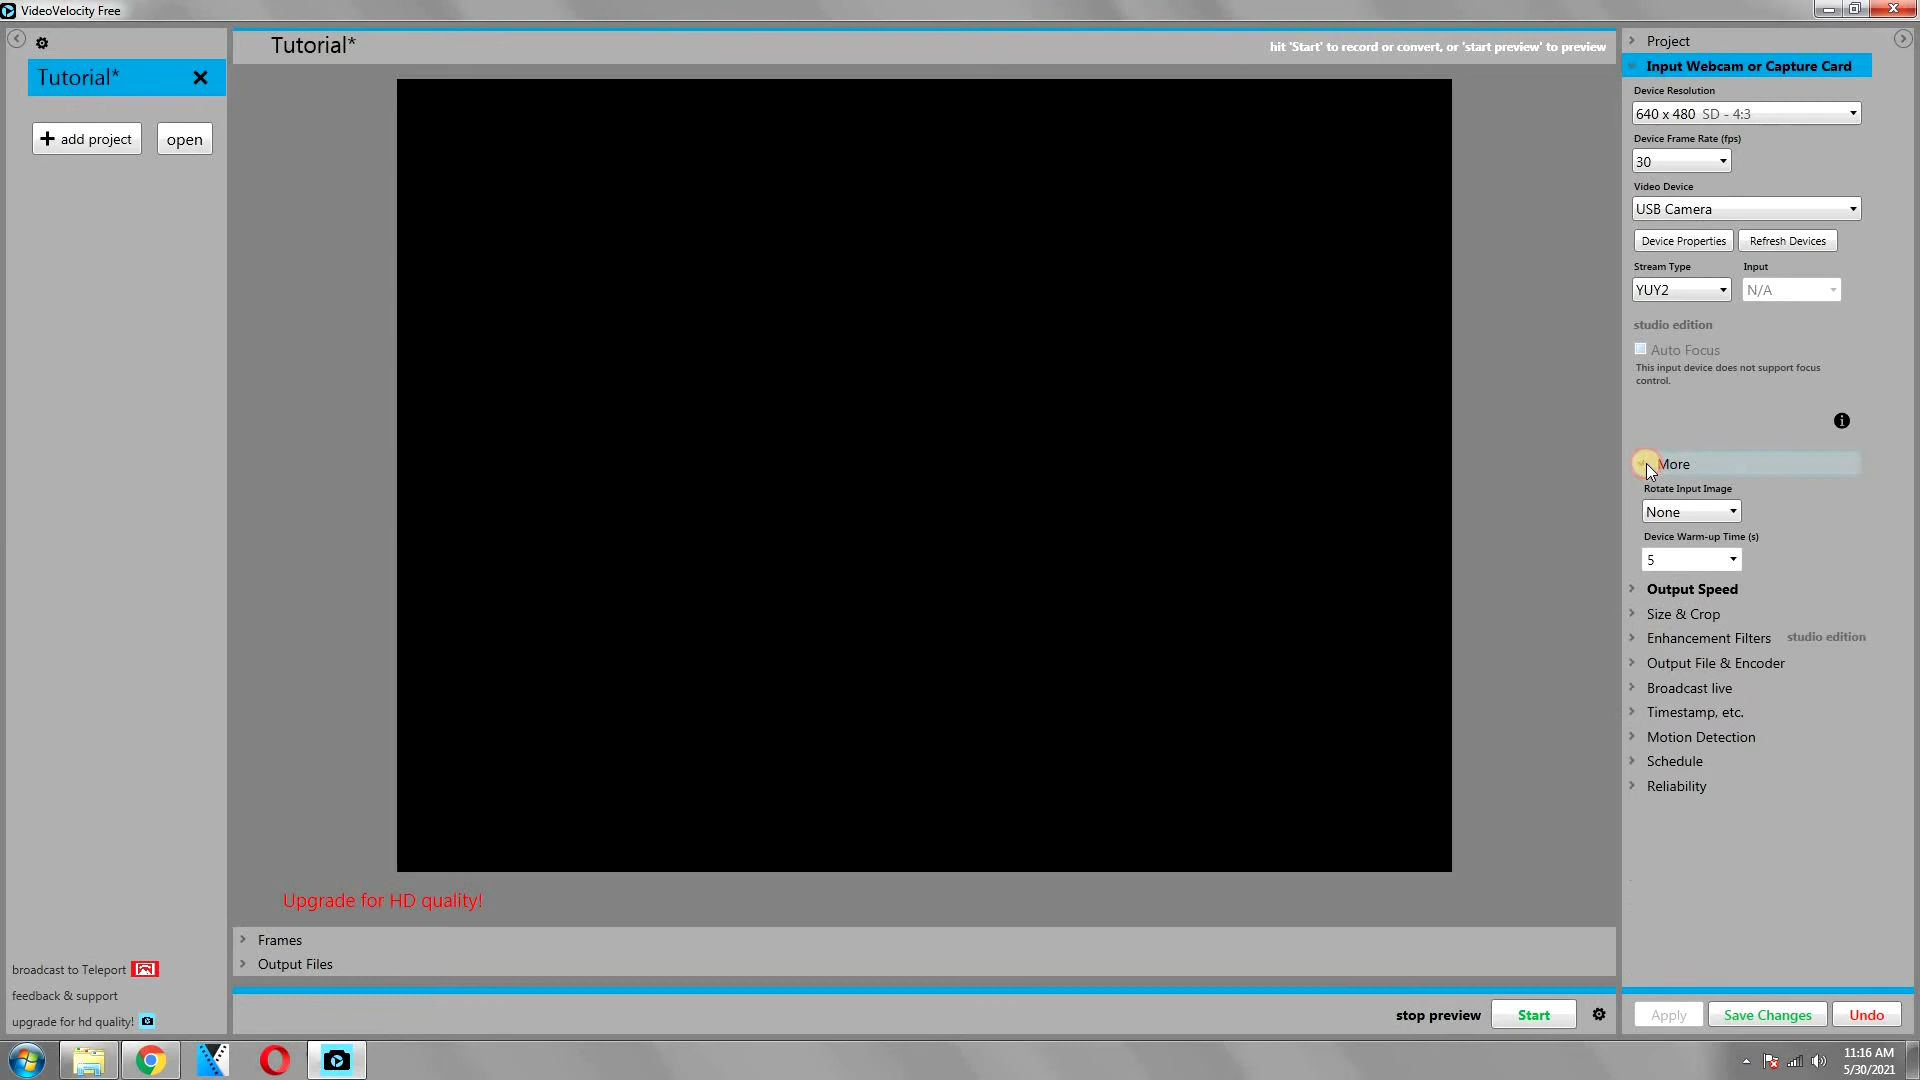 VideoVelocity Free
Tutorial*
add project
open
broadcast to Teleport
feedback & support
upgrade for hd quality!
Tutorial*
hit 'Start' to record or convert, or 'start preview' to preview
Upgrade for HD quality!
Frames
Output Files
stop preview
Start
Project
Input Webcam or Capture Card
Device Resolution
640 x 480 SD - 4:3
Device Frame Rate (fps)
30
Video Device
USB Camera
Device Properties
Refresh Devices
Stream Type
Input
YUY2
N/A
studio edition
Auto Focus
This input device does not support focus
control.
More
Rotate Input Image
None
Device Warm-up Time (s)
5
Output Speed
Size & Crop
Enhancement Filters studio edition
Output File & Encoder
Broadcast live
Timestamp, etc.
Motion Detection
Schedule
Reliability
Apply
Save Changes
Undo
11:16 AM
5/30/2021